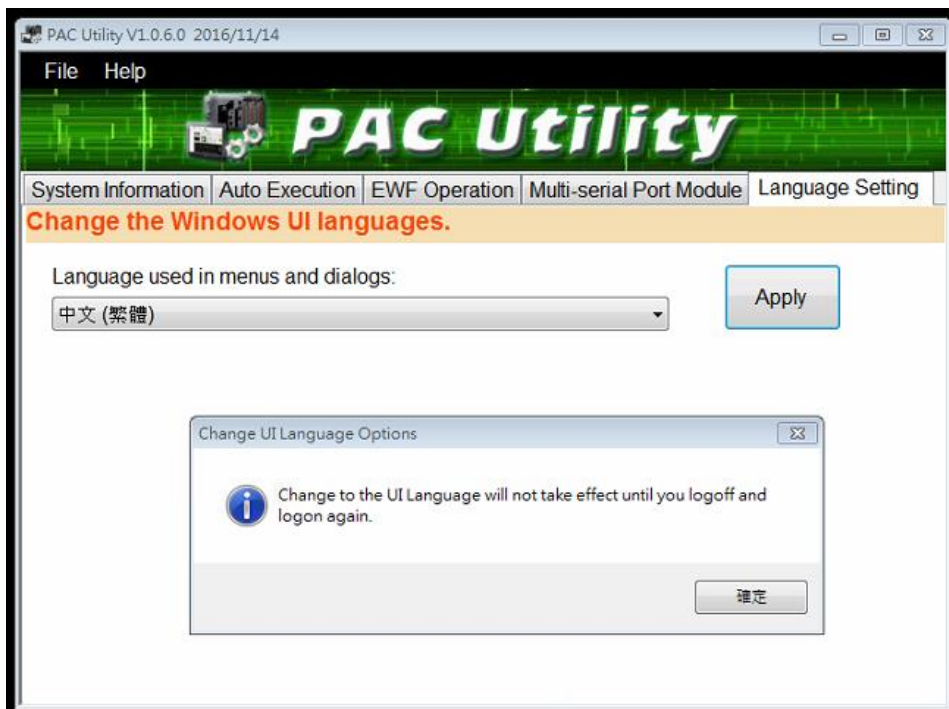 PAC Utility V1.0.6.0 2016/11/14
File Help
PAC Utility
System Information Auto Execution EWF Operation Multi-serial Port Module Language Setting
Change the Windows UI languages.
Language used in menus and dialogs:
中文 (繁體)
Apply
Change UI Language Options
Change to the UI Language will not take effect until you logoff and
logon again.
確定